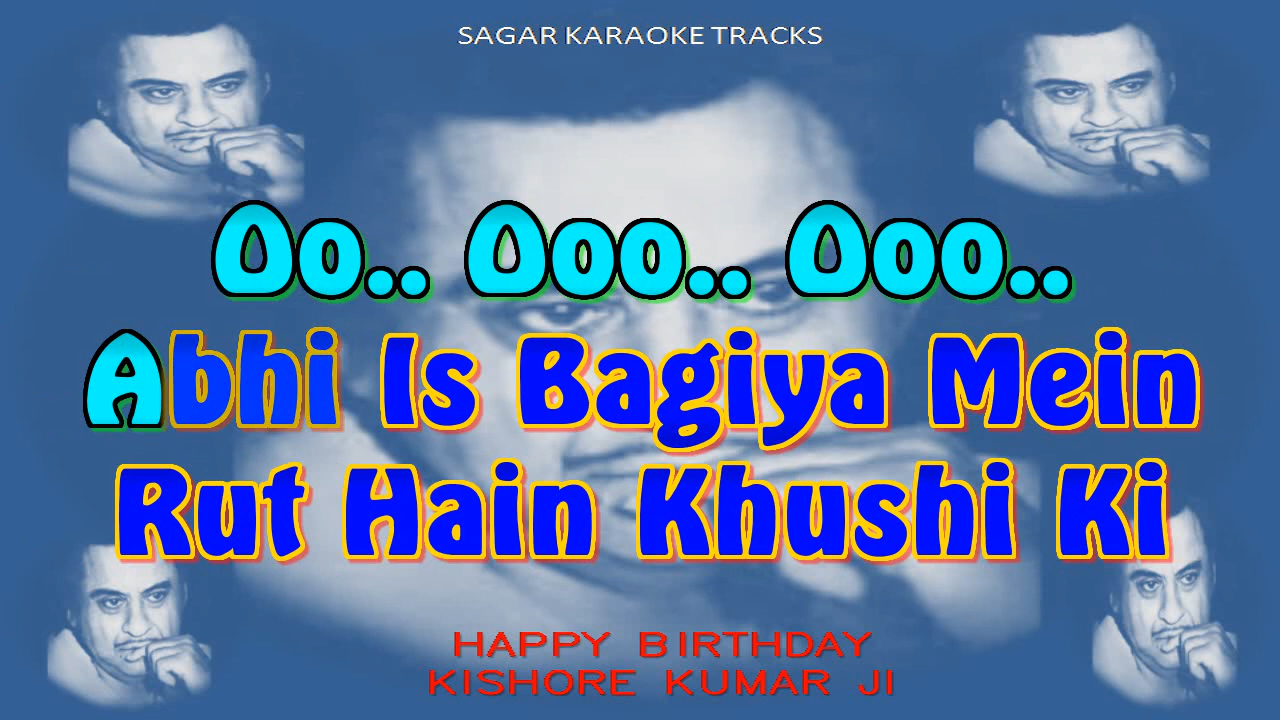 SAGAR KARAOKE TRACKS
Oo.. Ooo.. Ooo..
Abhi Is Bagiya Mein
Rut Hain Khushi Ki
HAPPY BIRTHDAY
KISHORE KUMAR JI